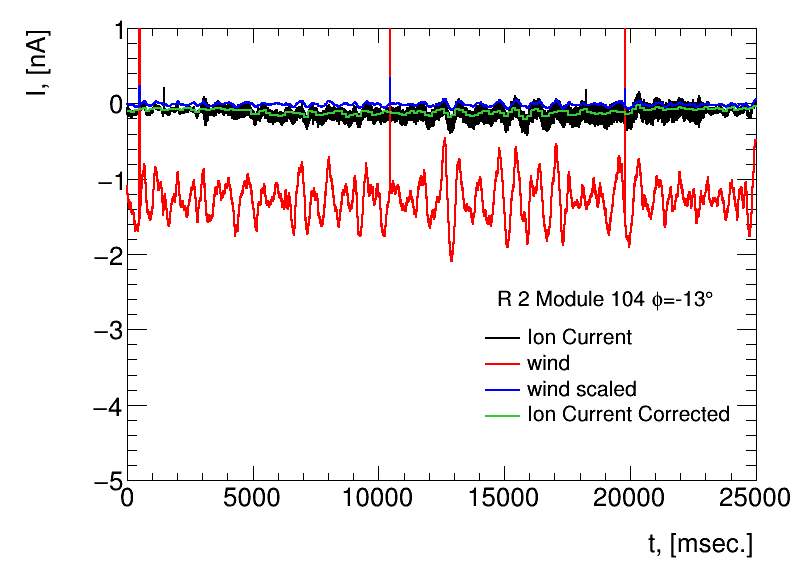 I, [nA]
1
0
−1
−2
−3
−4
−5
R 2 Module 104 ϕ=-13°
Ion Current
wind
wind scaled
Ion Current Corrected
0 5000 10000 15000 20000 25000
t, [msec.]